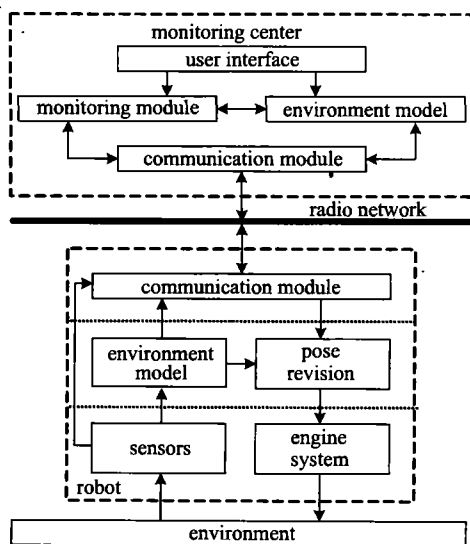 monitoring center
user interface
monitoring module
environment model
communication module
radio network
communication module
environment
model
pose
revision
sensors
engine
system
robot
environment